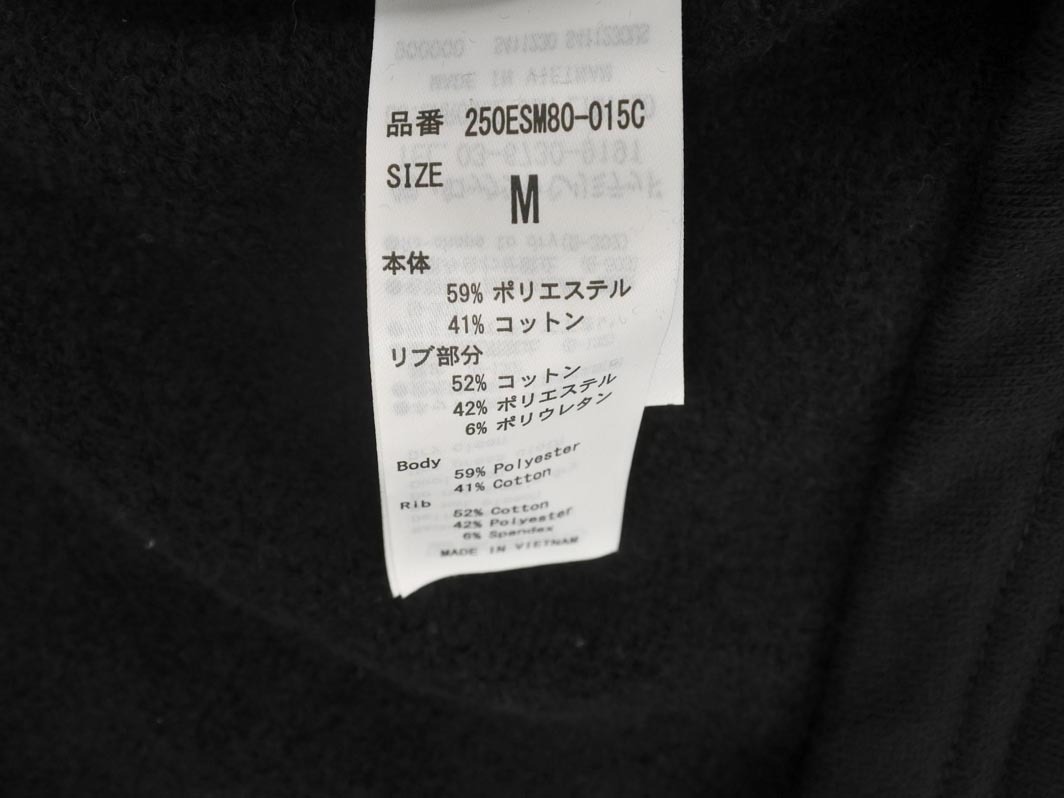 品番 250ESM80-015C
SIZE
M
本体
59% ポリエステル
41% コットン
リブ部分
52% コットン
42% ポリエステル
6% ポリウレタン
Body
59% Polyester
41% Cotton
Rib
52% Cotton
42% Polyester
6% Spandex
MADE IN VIETNAM